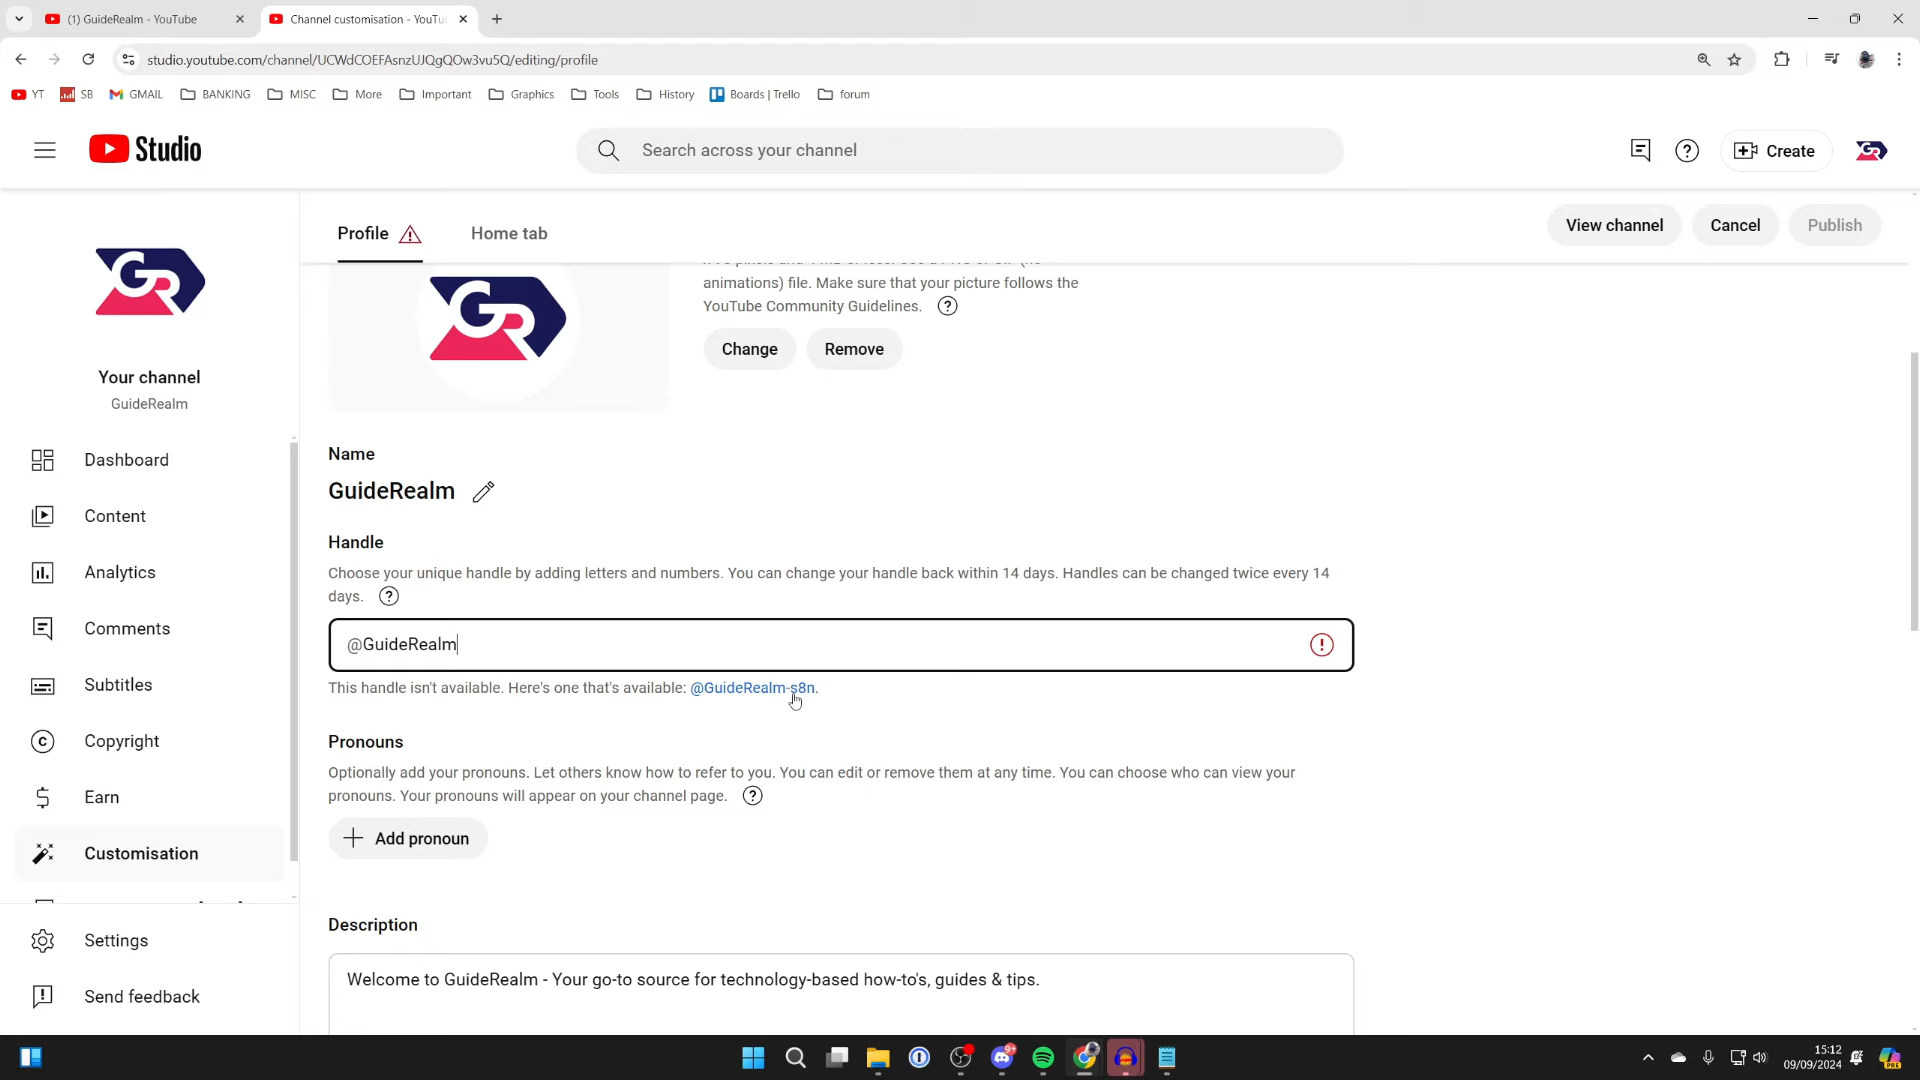 (1) GuideRealm - YouTube
Channel customisation - YouTu
studio.youtube.com/channel/UCWdCOEFAsnzUJQgQOw3vu5Q/editing/profile
YT
SB
GMAIL
BANKING
MISC
More
Important
Graphics
Tools
History
Boards | Trello
forum
Studio
Search across your channel
Create
GR
Profile
Home tab
View channel
Cancel
Publish
GR
Your channel
GuideRealm
Dashboard
Content
Analytics
Comments
Subtitles
Copyright
Earn
Customisation
Settings
Send feedback
GR
animations) file. Make sure that your picture follows the
YouTube Community Guidelines.
Change
Remove
Name
GuideRealm
Handle
Choose your unique handle by adding letters and numbers. You can change your handle back within 14 days. Handles can be changed twice every 14
days.
@GuideRealm
This handle isn't available. Here's one that's available: @GuideRealm-s8n.
Pronouns
Optionally add your pronouns. Let others know how to refer to you. You can edit or remove them at any time. You can choose who can view your
pronouns. Your pronouns will appear on your channel page.
Add pronoun
Description
Welcome to GuideRealm - Your go-to source for technology-based how-to's, guides & tips.
9+
15:12
09/09/2024
PRE